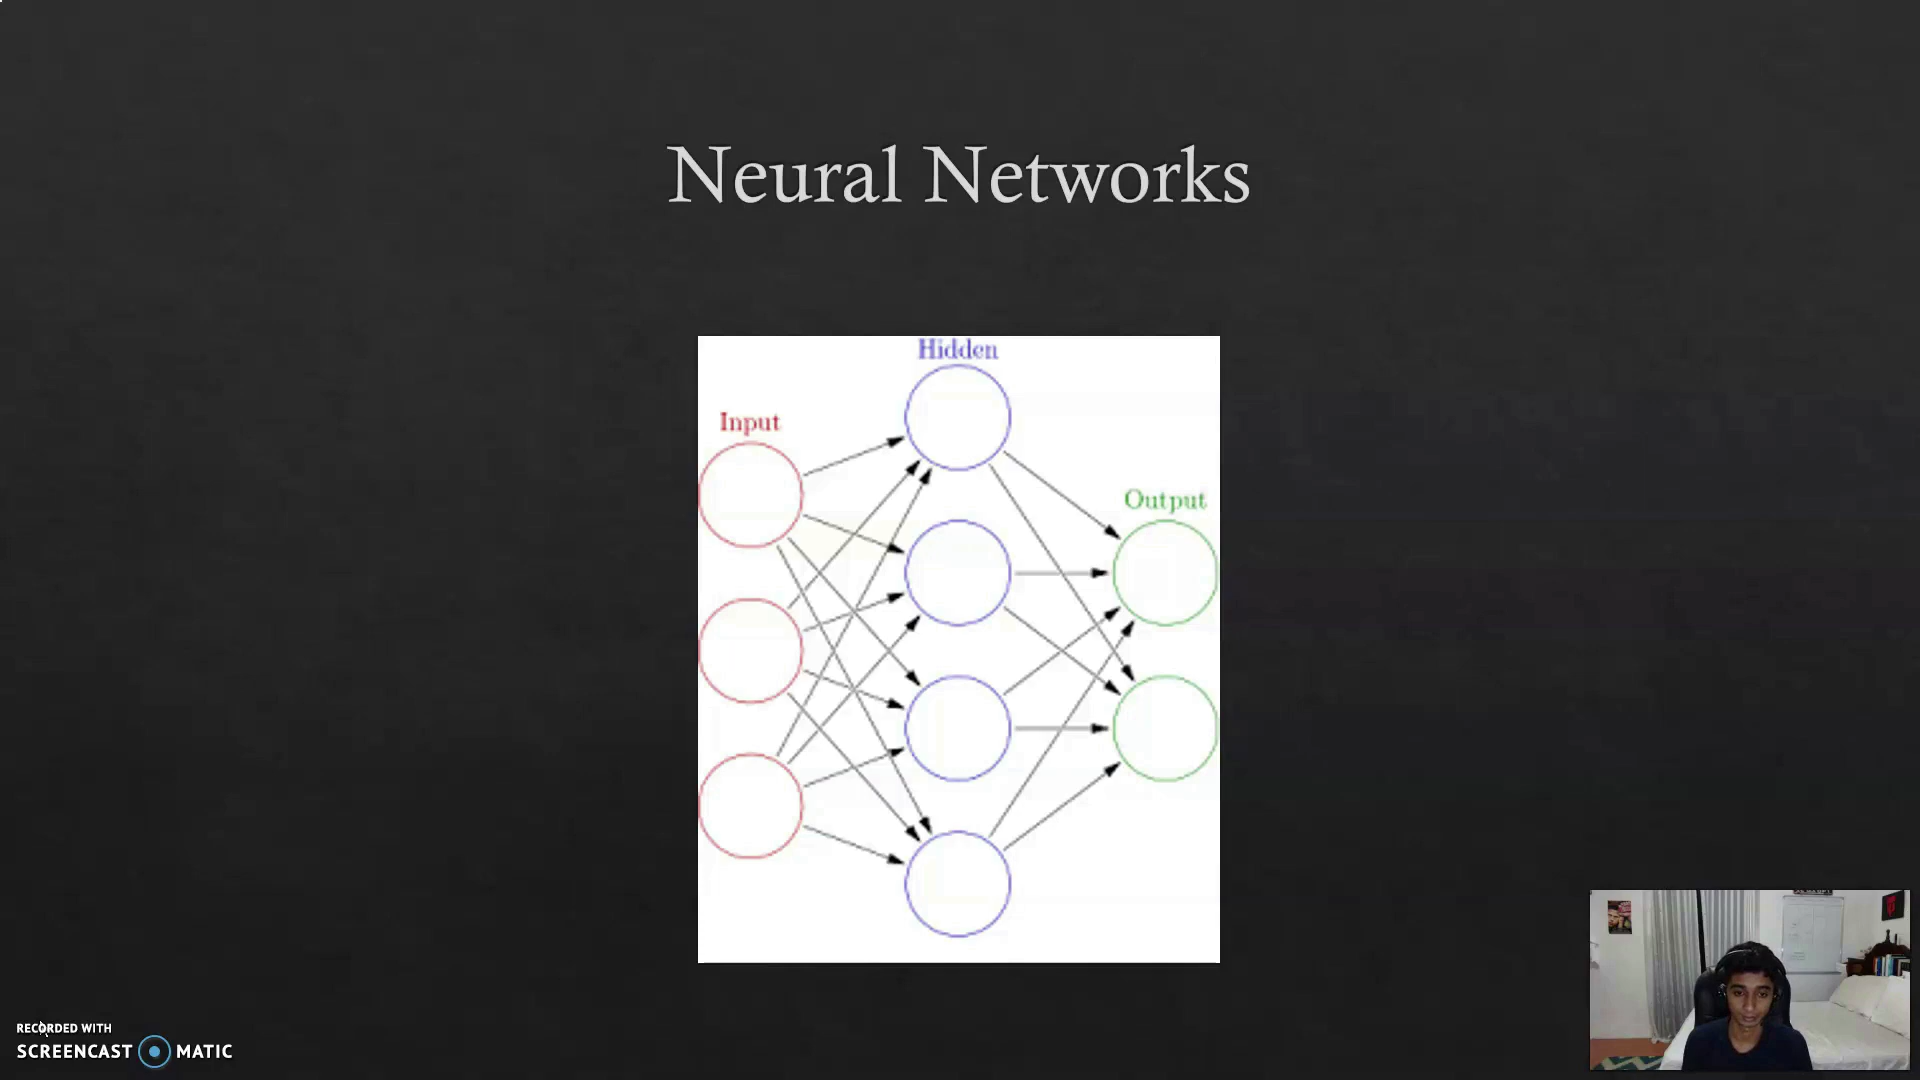 Neural Networks
Hidden
Input
Output
RECORDED WITH
SCREENCAST MATIC